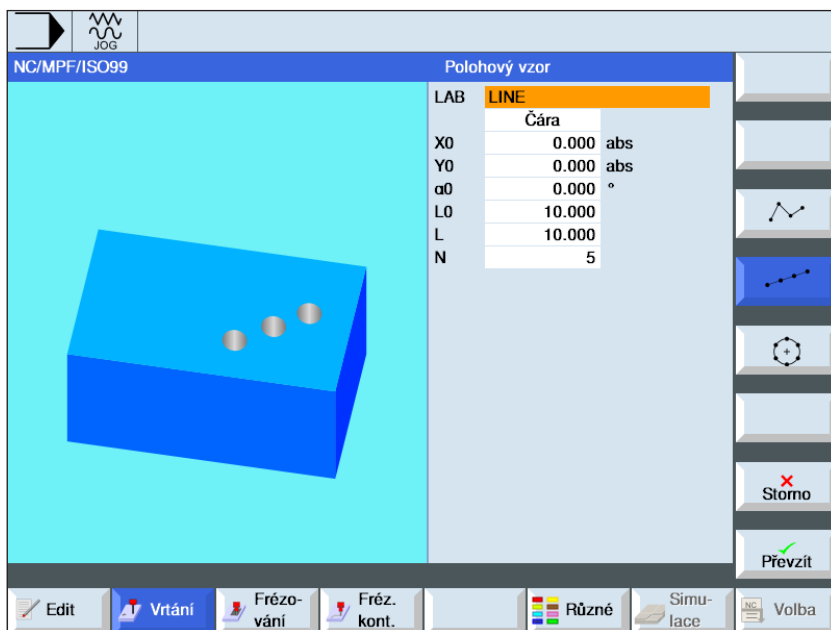 JOG
NC/MPF/ISO99
Polohový vzor
LAB LINE
Čára
X0 0.000 abs
Y0 0.000 abs
α0 0.000 °
L0 10.000
L 10.000
N 5
Storno
Převzít
Edit
Vrtání
Frézo-
vání
Fréz.
kont.
Různé
Simu-
lace
NC
Volba